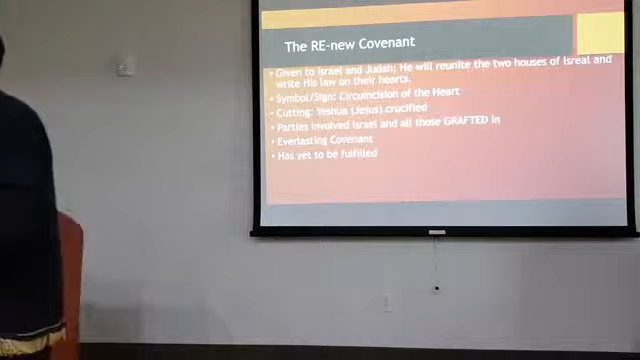 The RE-new Covenant
• Given to Israel and Judah; He will reunite the two houses of Isreal and
write His law on their hearts.
• Symbol/Sign: Circumcision of the Heart
• Cutting: Yeshua (Jesus) crucified
• Parties involved Israel and all those GRAFTED in
• Everlasting Covenant
• Has yet to be fulfilled